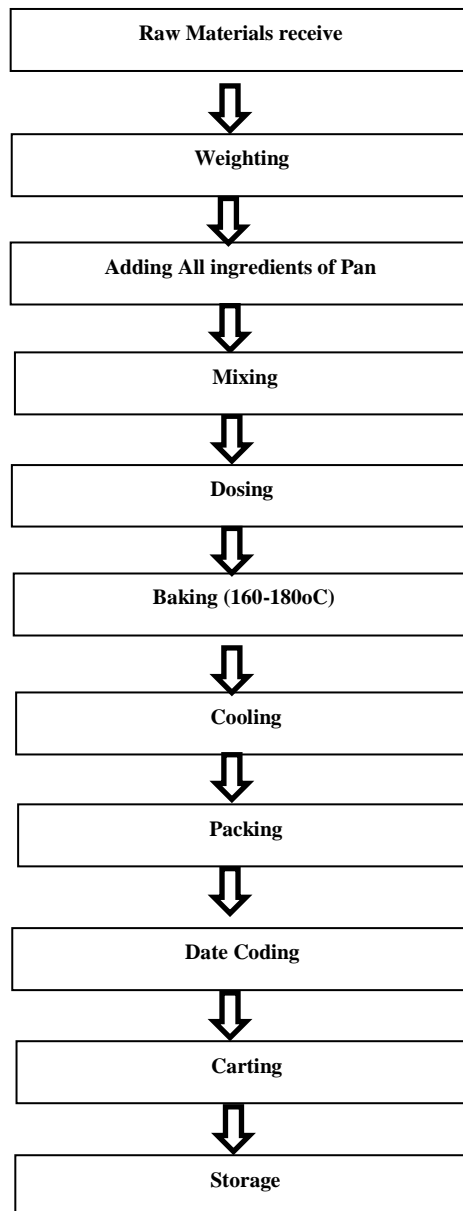 Raw Materials receive
Weighting
Adding All ingredients of Pan
Mixing
Dosing
Baking (160-180oC)
Cooling
Packing
Date Coding
Carting
Storage